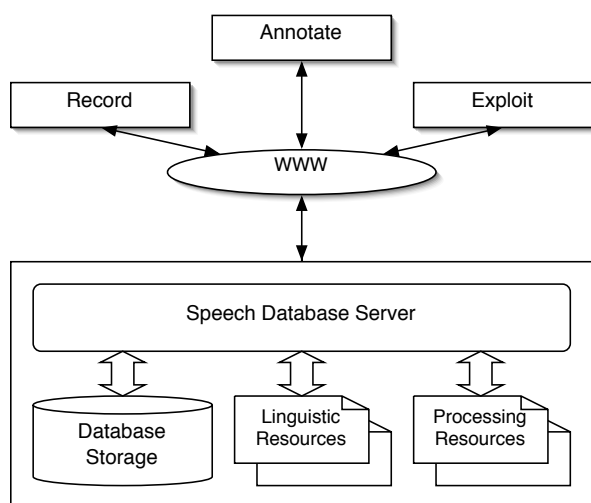 Annotate
Record
Exploit
WWW
Speech Database Server
Database
Storage
Linguistic
Resources
Processing
Resources